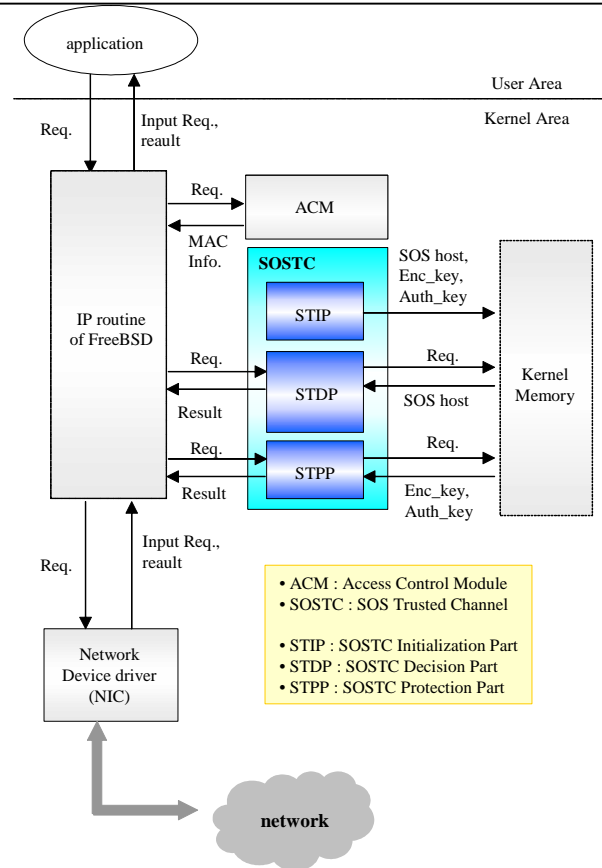 application
User Area
Kernel Area
Req.
Input Req.,
reault
Req.
ACM
MAC
Info.
SOSTC
SOS host,
Enc_key,
Auth_key
STIP
IP routine
of FreeBSD
Req.
STDP
Req.
Result
SOS host
Kernel
Memory
Req.
STPP
Req.
Result
Enc_key,
Auth_key
Req.
Input Req.,
reault
• ACM : Access Control Module
• SOSTC : SOS Trusted Channel
• STIP : SOSTC Initialization Part
• STDP : SOSTC Decision Part
• STPP : SOSTC Protection Part
Network
Device driver
(NIC)
network